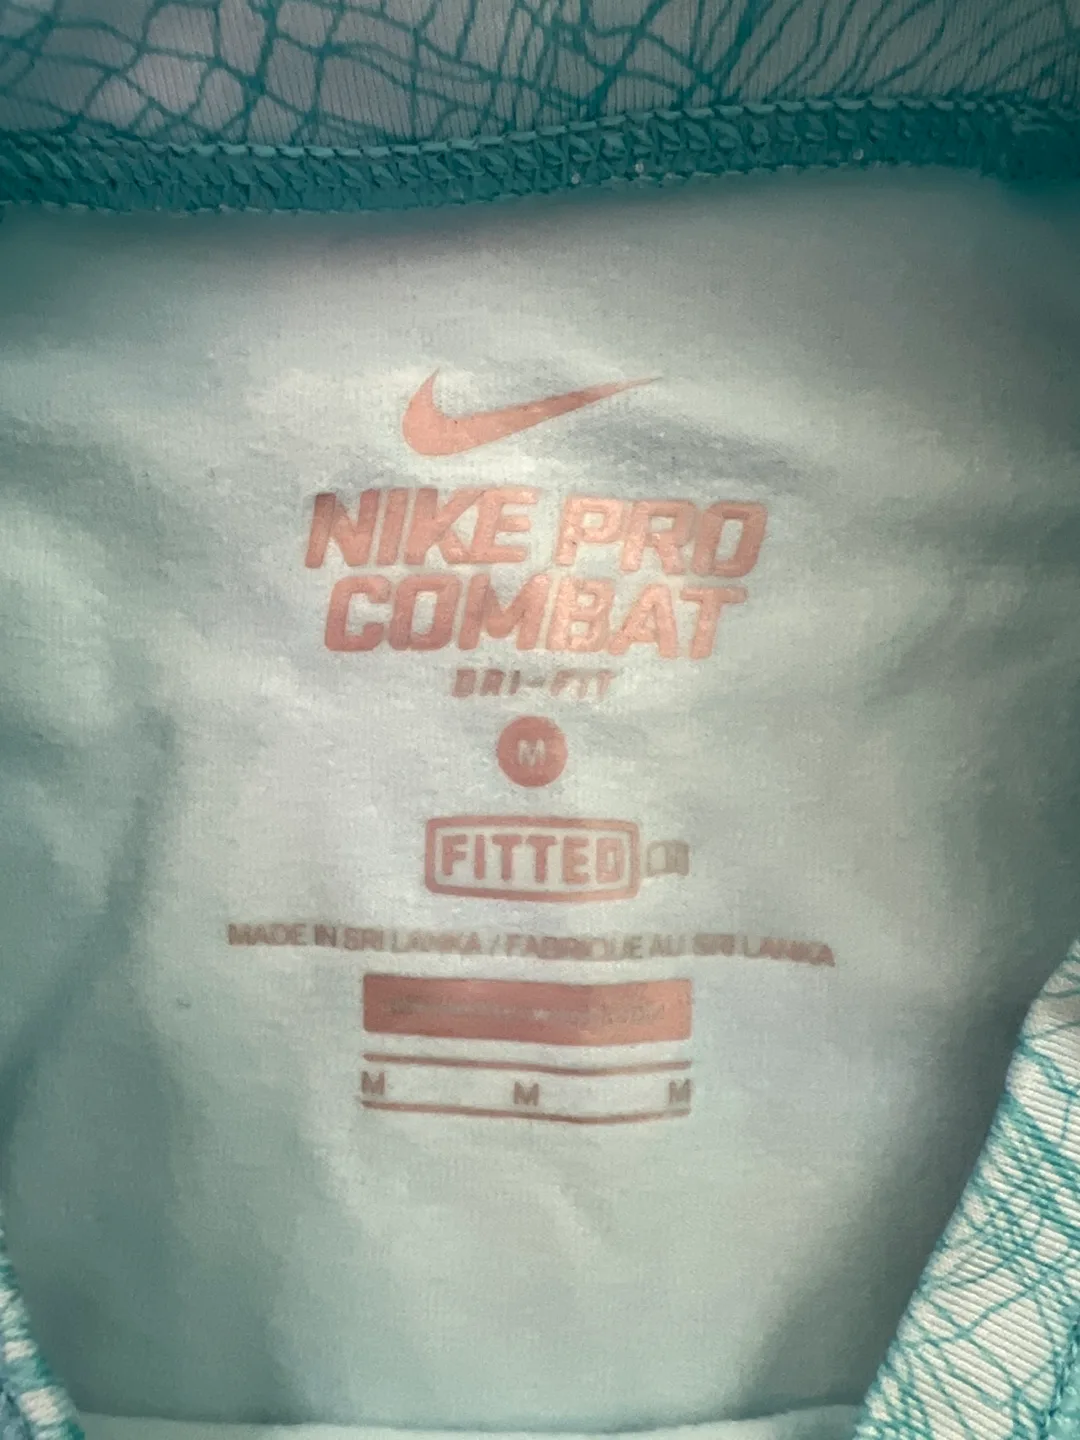 NIKE PRO
COMBAT
DRI-FIT
M
FITTED
MADE IN SRI LANKA / FABRIQUE AU SRI LANKA
M M M